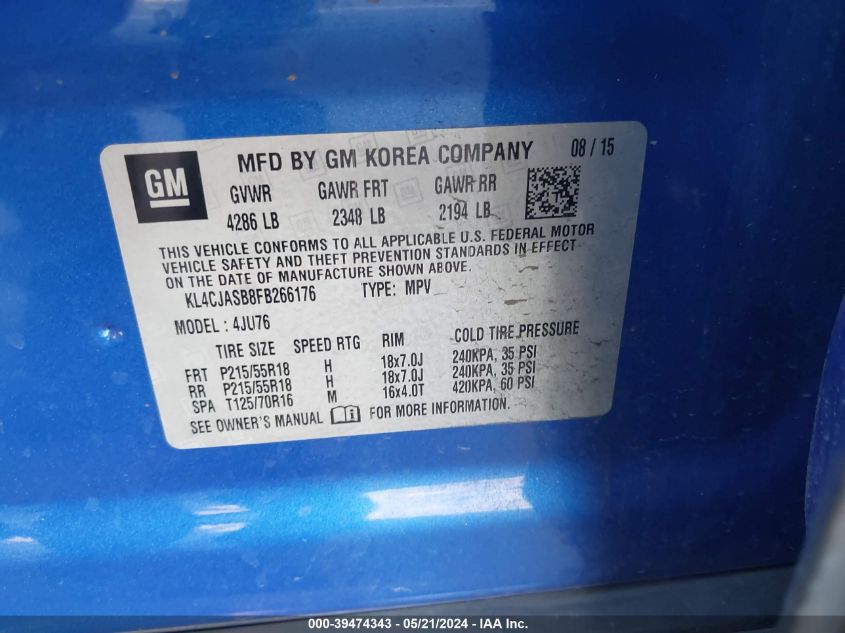 GM
MFD BY GM KOREA COMPANY 08 / 15
GVWR GAWR FRT GAWR RR
4286 LB 2348 LB 2194 LB
THIS VEHICLE CONFORMS TO ALL APPLICABLE U.S. FEDERAL MOTOR
VEHICLE SAFETY AND THEFT PREVENTION STANDARDS IN EFFECT
ON THE DATE OF MANUFACTURE SHOWN ABOVE.
KL4CJASB8FB266176 TYPE: MPV
MODEL : 4JU76
TIRE SIZE SPEED RTG RIM COLD TIRE PRESSURE
FRT P215/55R18 H 18x7.0J 240KPA, 35 PSI
RR P215/55R18 H 18x7.0J 240KPA, 35 PSI
SPA T125/70R16 M 16x4.0T 420KPA, 60 PSI
SEE OWNER'S MANUAL FOR MORE INFORMATION.
000-39474343 - 05/21/2024 - IAA Inc.